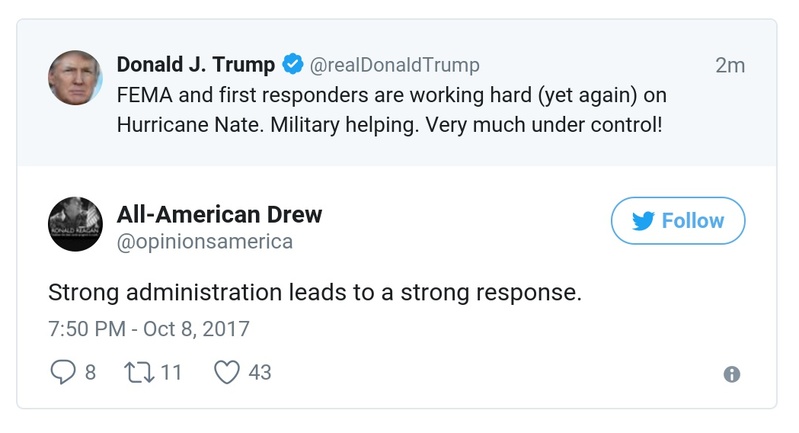 Donald J. Trump @realDonaldTrump 2m
FEMA and first responders are working hard (yet again) on
Hurricane Nate. Military helping. Very much under control!
RONALD REAGAN
All-American Drew
@opinionsamerica
Follow
Strong administration leads to a strong response.
7:50 PM - Oct 8, 2017
8 11 43